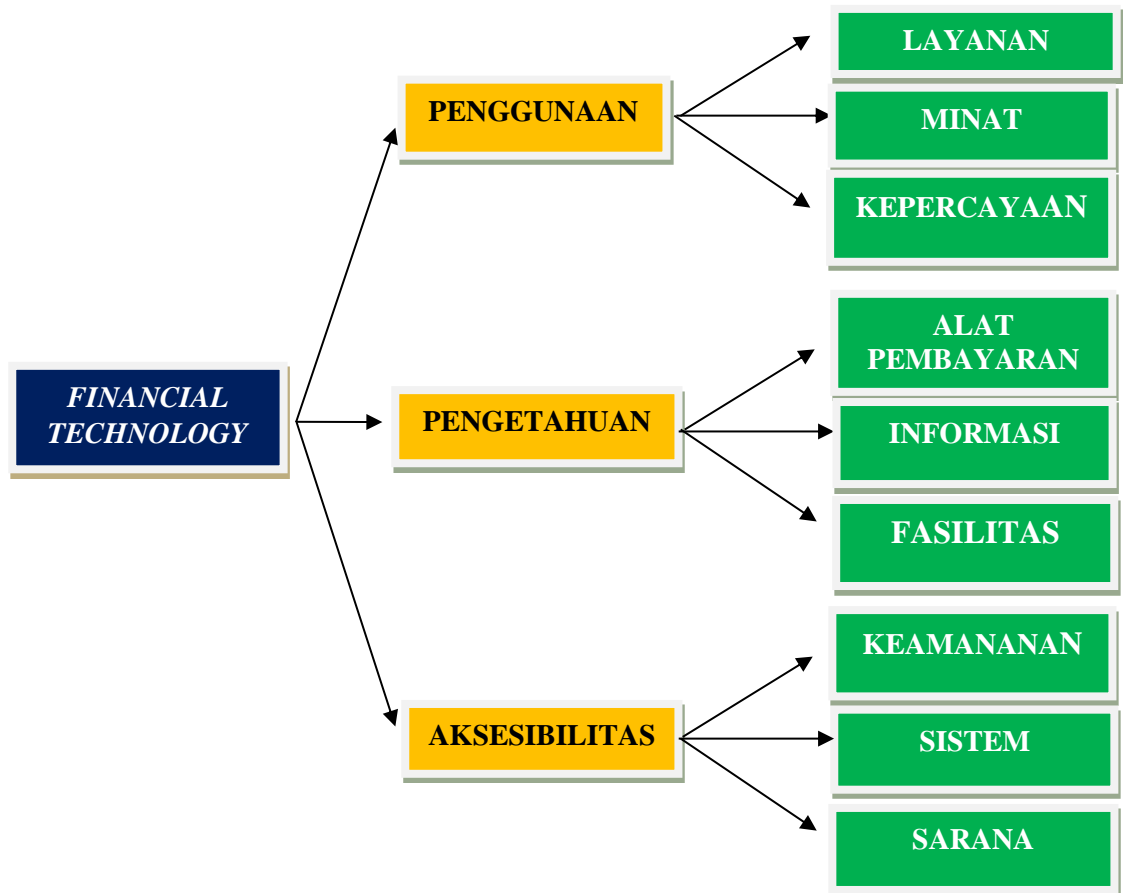 FINANCIAL
TECHNOLOGY
PENGGUNAAN
LAYANAN
MINAT
KEPERCAYAAN
PENGETAHUAN
ALAT
PEMBAYARAN
INFORMASI
FASILITAS
AKSESIBILITAS
KEAMANANAN
SISTEM
SARANA